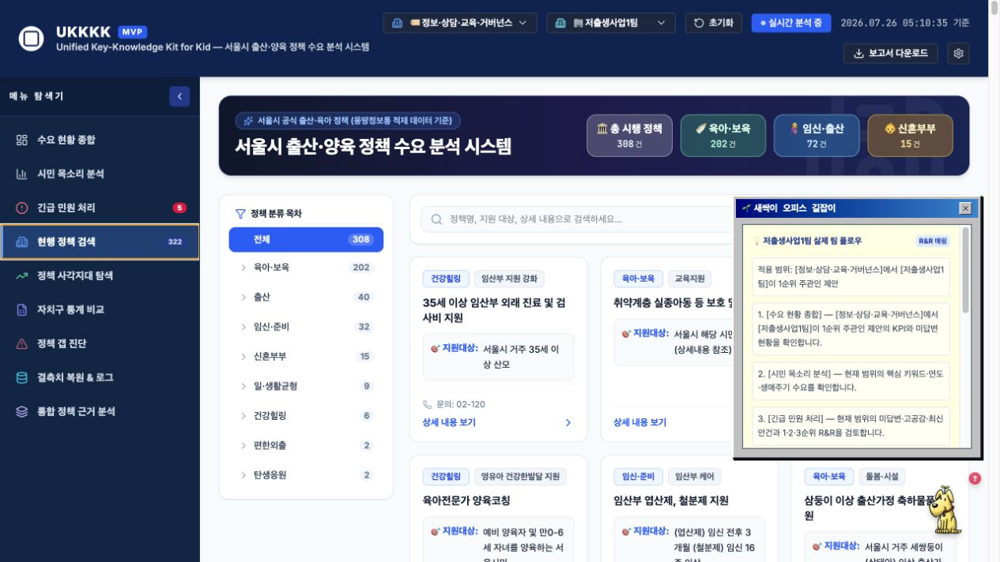 UKKKK MVP
Unified Key-Knowledge Kit for Kid — 서울시 출산·양육 정책 수요 분석 시스템
정보·상담·교육·거버넌스
저출생사업1팀
초기화
실시간 분석 중
2026.07.26 05:10:35 기준
보고서 다운로드
메뉴 탐색기
수요 현황 종합
시민 목소리 분석
긴급 민원 처리 5
현행 정책 검색 322
정책 사각지대 탐색
자치구 통계 비교
정책 갭 진단
결측치 복원 & 로그
통합 정책 근거 분석
서울시 공식 출산·육아 정책 (몽땅정보통 적재 데이터 기준)
서울시 출산·양육 정책 수요 분석 시스템
총 시행 정책
308 건
육아·보육
202 건
임신·출산
72 건
신혼부부
15 건
정책 분류 목차
전체 308
육아·보육 202
출산 40
임신·준비 32
신혼부부 15
일·생활균형 9
건강힐링 6
편한외출 2
탄생응원 2
정책명, 지원 대상, 상세 내용으로 검색하세요...
건강힐링 임산부 지원 강화
35세 이상 임산부 외래 진료 및 검
사비 지원
지원대상: 서울시 거주 35세 이
상 산모
문의: 02-120
상세 내용 보기
육아·보육 교육지원
취약계층 실종아동 등 보호 및
지원대상: 서울시 해당 시민
(상세내용 참조)
상세 내용 보기
건강힐링 영유아 건강한발달 지원
육아전문가 양육코칭
지원대상: 예비 양육자 및 만0-6
세 자녀를 양육하는 서
울시민
임신·준비 임산부 케어
임산부 엽산제, 철분제 지원
지원대상: (엽산제) 임신 전후 3
개월 (철분제) 임신 16
주 이상
육아·보육 돌봄·시설
삼둥이 이상 출산가정 축하물품
원
지원대상: 서울시 거주 세쌍둥이
(삼태아) 이상 출산가
새싹이 오피스 길잡이
저출생사업1팀 실제 팀 플로우 R&R 매핑
적용 범위: [정보·상담·교육·거버넌스]에서 [저출생사업1
팀]이 1순위 주관인 제안
1. [수요 현황 종합] — [정보·상담·교육·거버넌스]에서
[저출생사업1팀]이 1순위 주관인 제안의 KPI와 미답변
현황을 확인합니다.
2. [시민 목소리 분석] — 현재 범위의 핵심 키워드·연도
·생애주기 수요를 확인합니다.
3. [긴급 민원 처리] — 현재 범위의 미답변·고공감·최신
안건과 1·2·3순위 R&R을 검토합니다.
?